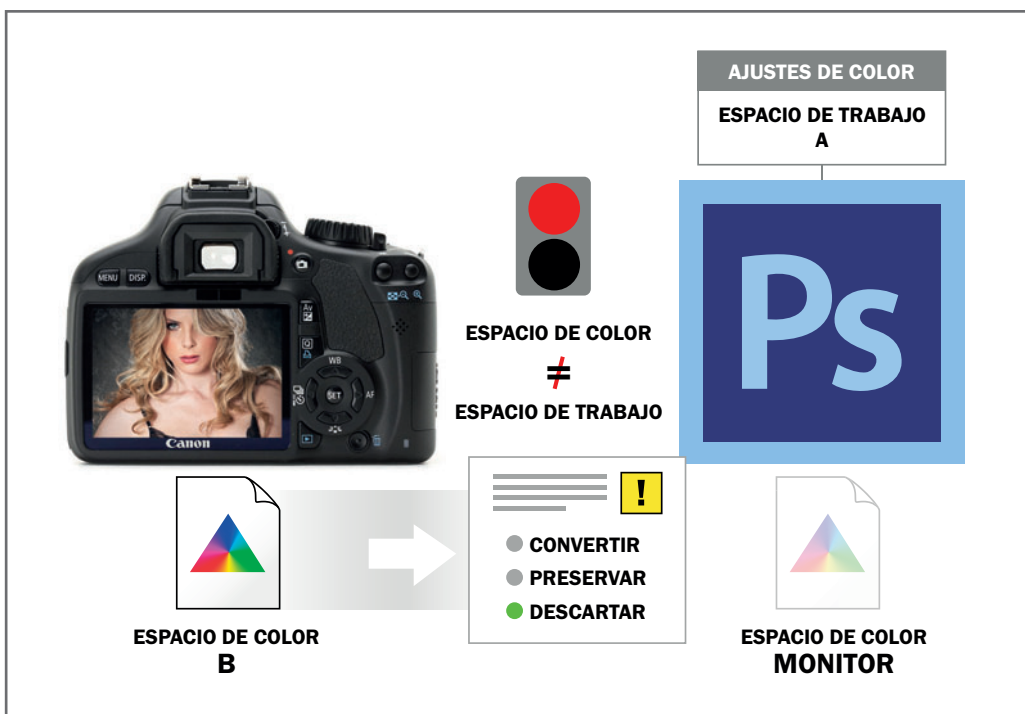 AJUSTES DE COLOR
ESPACIO DE TRABAJO
A
MENU
DISP.
Av
Q
WB
SET
AF
Canon
Ps
ESPACIO DE COLOR
≠
ESPACIO DE TRABAJO
!
CONVERTIR
PRESERVAR
DESCARTAR
ESPACIO DE COLOR
B
ESPACIO DE COLOR
MONITOR